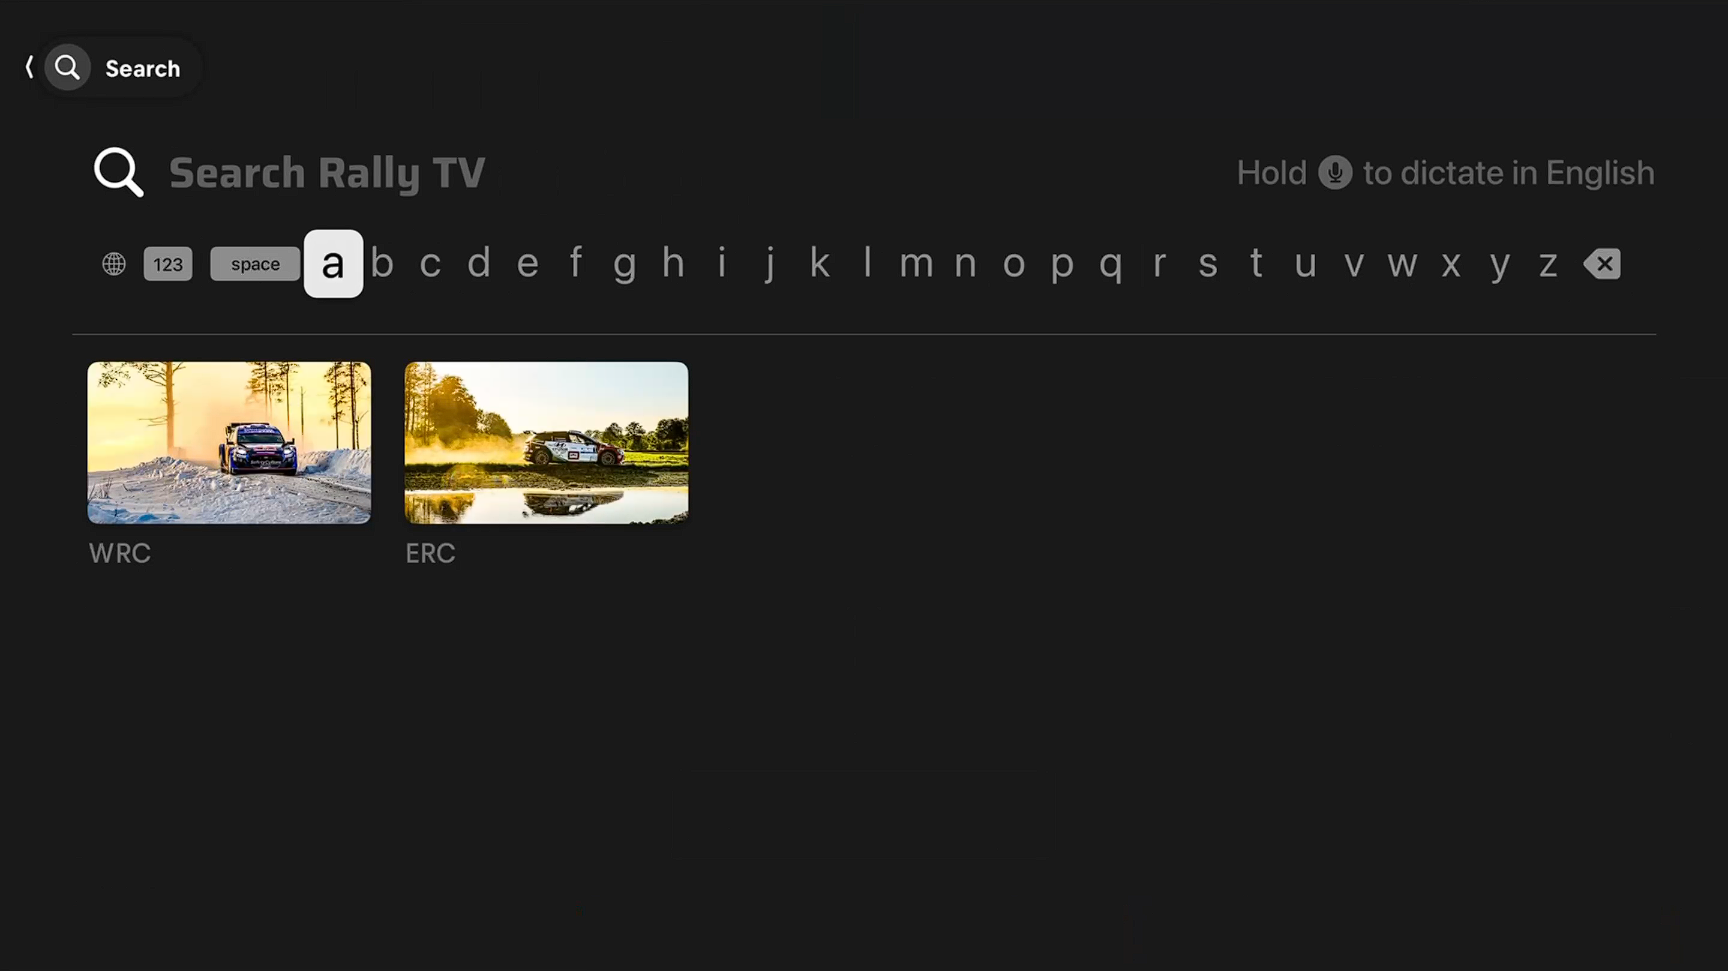 Search
Search Rally TV
Hold to dictate in English
123 space a b c d e f g h i j k l m n o p q r s t u v w x y z
WRC ERC